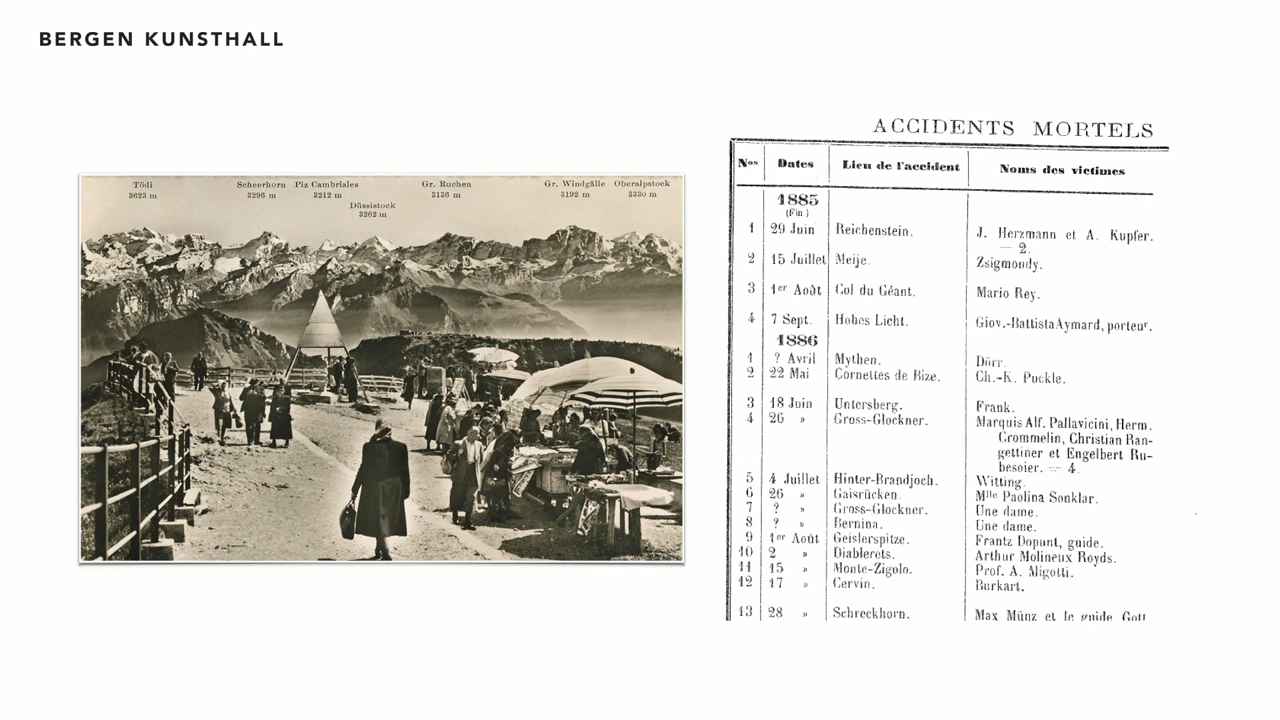 BERGEN KUNSTHALL
Tödi
3623 m
Scheerhorn
3296 m
Piz Cambriales
3212 m
Düssistock
3262 m
Gr. Ruchen
3136 m
Gr. Windgälle
3192 m
Oberalpstock
3330 m
ACCIDENTS MORTELS
Nos Dates Lieu de l'accident Noms des victimes
1885
(Fin.)
1 29 Juin Reichenstein. J. Herzmann et A. Kupfer.
— 2.
2 15 Juillet Meije. Zsigmondy.
3 1er Août Col du Géant. Mario Rey.
4 7 Sept. Hohes Licht. Giov.-Battista Aymard, porteur.
1886
1 ? Avril Mythen. Dörr.
2 22 Mai Cornettes de Bize. Ch.-K. Puckle.
3 18 Juin Untersberg. Frank.
4 26 » Gross-Glockner. Marquis Alf. Pallavicini, Herm.
Crommelin, Christian Ran-
gettiner et Engelbert Ru-
besoier. — 4.
5 4 Juillet Hinter-Brandjoch. Witting.
6 26 » Gaisrücken. Mlle Paolina Sonklar.
7 ? » Gross-Glockner. Une dame.
8 ? » Bernina. Une dame.
9 1er Août Geislerspitze. Frantz Dopunt, guide.
10 2 » Diablerets. Arthur Molineux Royds.
11 15 » Monte-Zigolo. Prof. A. Migotti.
12 17 » Cervin. Burkart.
13 28 » Schreckhorn. Max Münz et le guide Gott